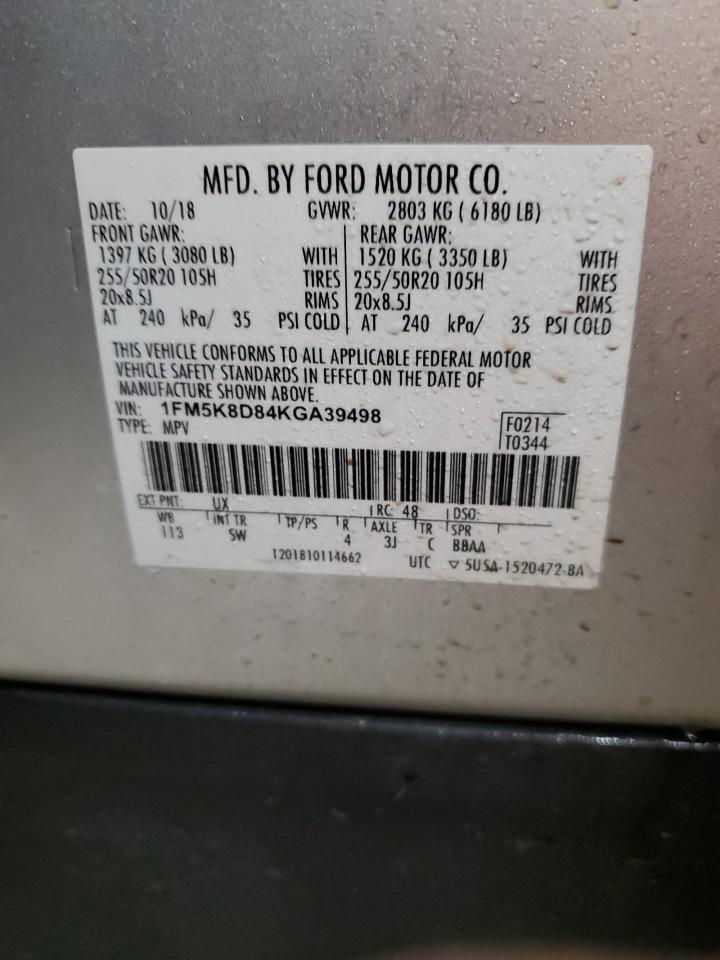 MFD. BY FORD MOTOR CO.
DATE: 10/18 GVWR: 2803 KG ( 6180 LB)
FRONT GAWR: REAR GAWR:
1397 KG ( 3080 LB) WITH 1520 KG ( 3350 LB) WITH
255/50R20 105H TIRES 255/50R20 105H TIRES
20x8.5J RIMS 20x8.5J RIMS
AT 240 kPa/ 35 PSI COLD AT 240 kPa/ 35 PSI COLD
THIS VEHICLE CONFORMS TO ALL APPLICABLE FEDERAL MOTOR
VEHICLE SAFETY STANDARDS IN EFFECT ON THE DATE OF
MANUFACTURE SHOWN ABOVE.
VIN: 1FM5K8D84KGA39498
TYPE: MPV
F0214
T0344
EXT PNT: UX RC: 48 DSO:
WB INT TR TP/PS R AXLE TR SPR
113 SW 4 3J C BBAA
1201810114662 UTC ▽ 5USA-1520472-BA